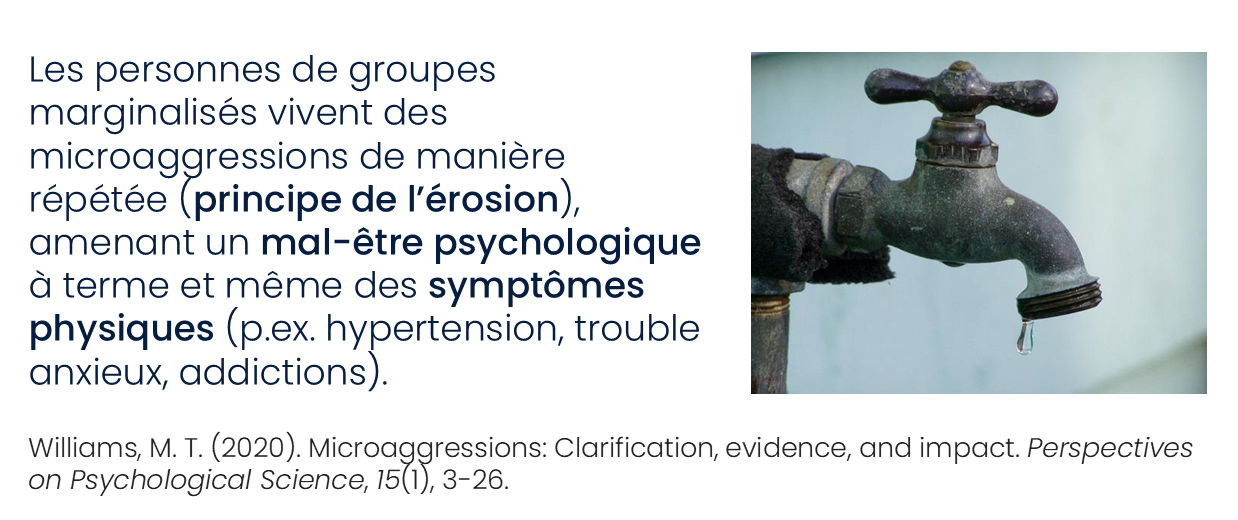 Les personnes de groupes
marginalisés vivent des
microaggressions de manière
répétée (principe de l’érosion),
amenant un mal-être psychologique
à terme et même des symptômes
physiques (p.ex. hypertension, trouble
anxieux, addictions).
Williams, M. T. (2020). Microaggressions: Clarification, evidence, and impact. Perspectives
on Psychological Science, 15(1), 3-26.